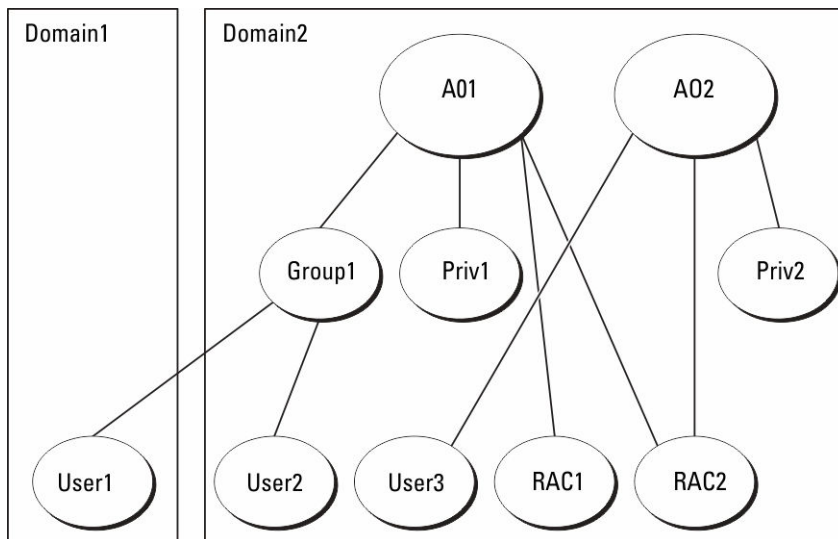 Domain1
Domain2
A01
AO2
Group1
Priv1
Priv2
User1
User2
User3
RAC1
RAC2